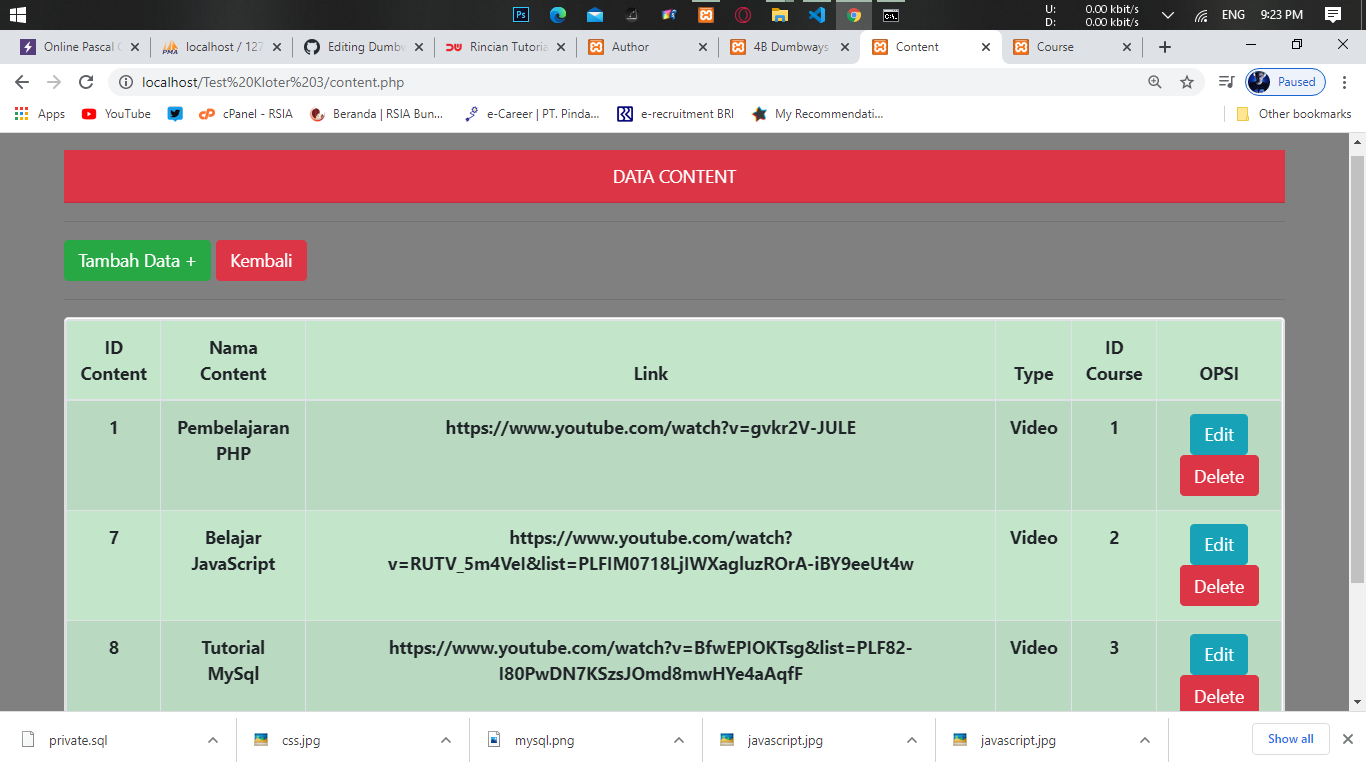 U: 0.00 kbit/s
D: 0.00 kbit/s
ENG 9:23 PM
Ps
Online Pascal C
PMA localhost / 127
Editing Dumbw
Rincian Tutoria
Author
4B Dumbways
Content
Course
localhost/Test%20Kloter%203/content.php
Paused
Apps
YouTube
cPanel - RSIA
Beranda | RSIA Bun...
e-Career | PT. Pinda...
e-recruitment BRI
My Recommendati...
Other bookmarks
DATA CONTENT
Tambah Data +
Kembali
ID
Content
Nama
Content
Link
Type
ID
Course
OPSI
1
Pembelajaran
PHP
https://www.youtube.com/watch?v=gvkr2V-JULE
Video
1
Edit
Delete
7
Belajar
JavaScript
https://www.youtube.com/watch?
v=RUTV_5m4VeI&list=PLFIM0718LjIWXagluzROrA-iBY9eeUt4w
Video
2
Edit
Delete
8
Tutorial
MySql
https://www.youtube.com/watch?v=BfwEPIOKTsg&list=PLF82-
I80PwDN7KSzsJOmd8mwHYe4aAqfF
Video
3
Edit
Delete
private.sql
css.jpg
mysql.png
javascript.jpg
javascript.jpg
Show all